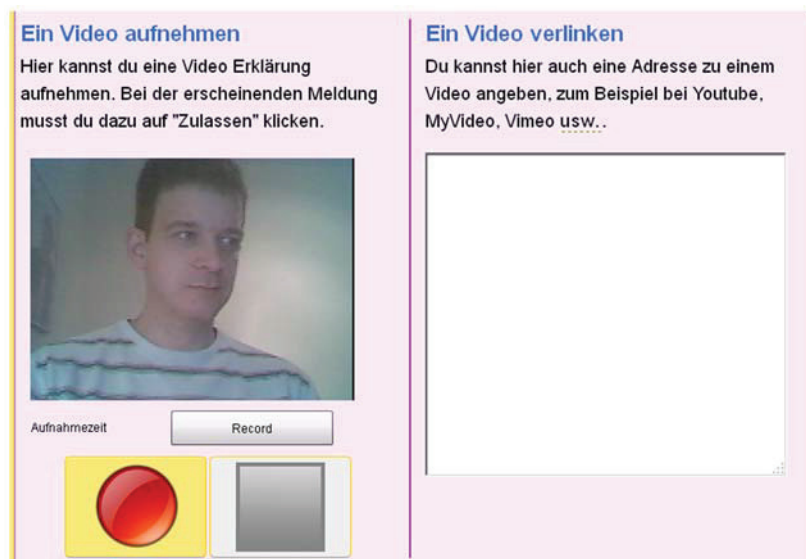 Ein Video aufnehmen
Hier kannst du eine Video Erklärung
aufnehmen. Bei der erscheinenden Meldung
musst du dazu auf "Zulassen" klicken.
Aufnahmezeit
Record
Ein Video verlinken
Du kannst hier auch eine Adresse zu einem
Video angeben, zum Beispiel bei Youtube,
MyVideo, Vimeo usw..